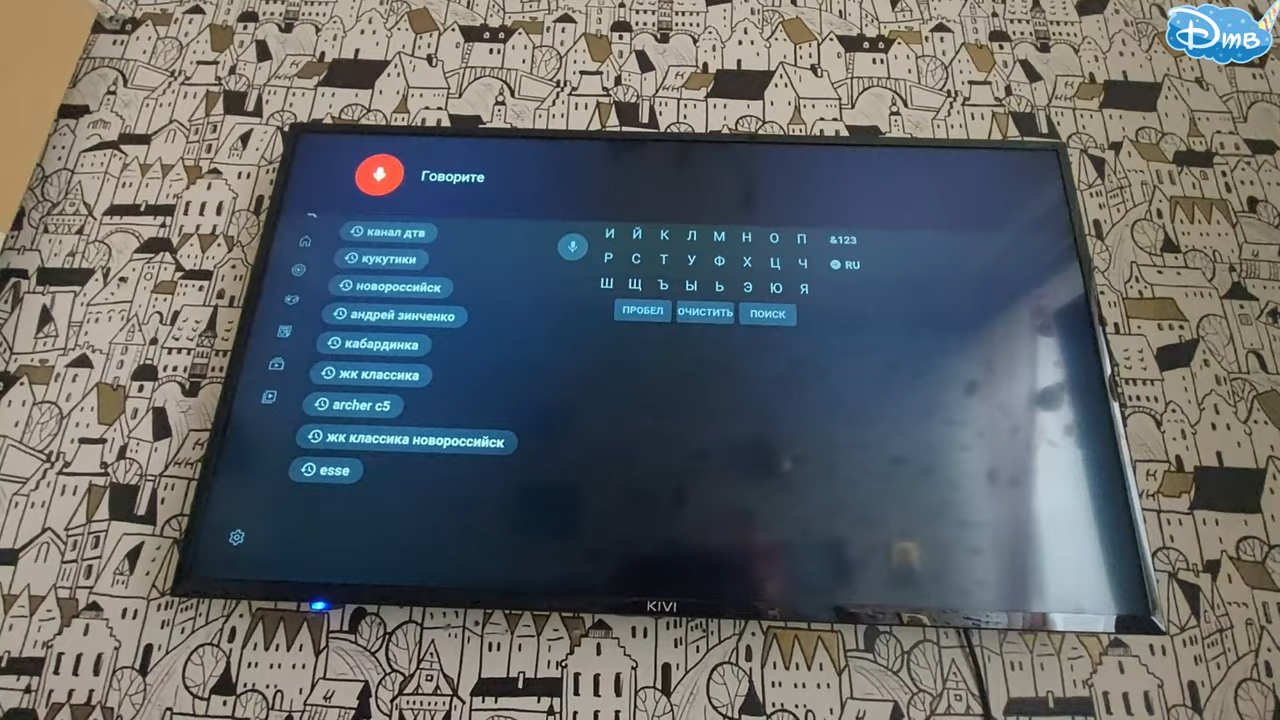 Dтв
Говорите
канал дтв
кукутики
новороссийск
андрей зинченко
кабардинка
жк классика
archer c5
жк классика новороссийск
esse
И Й К Л М Н О П &123
Р С Т У Ф Х Ц Ч RU
Ш Щ Ъ Ы Ь Э Ю Я
ПРОБЕЛ ОЧИСТИТЬ ПОИСК
KIVI